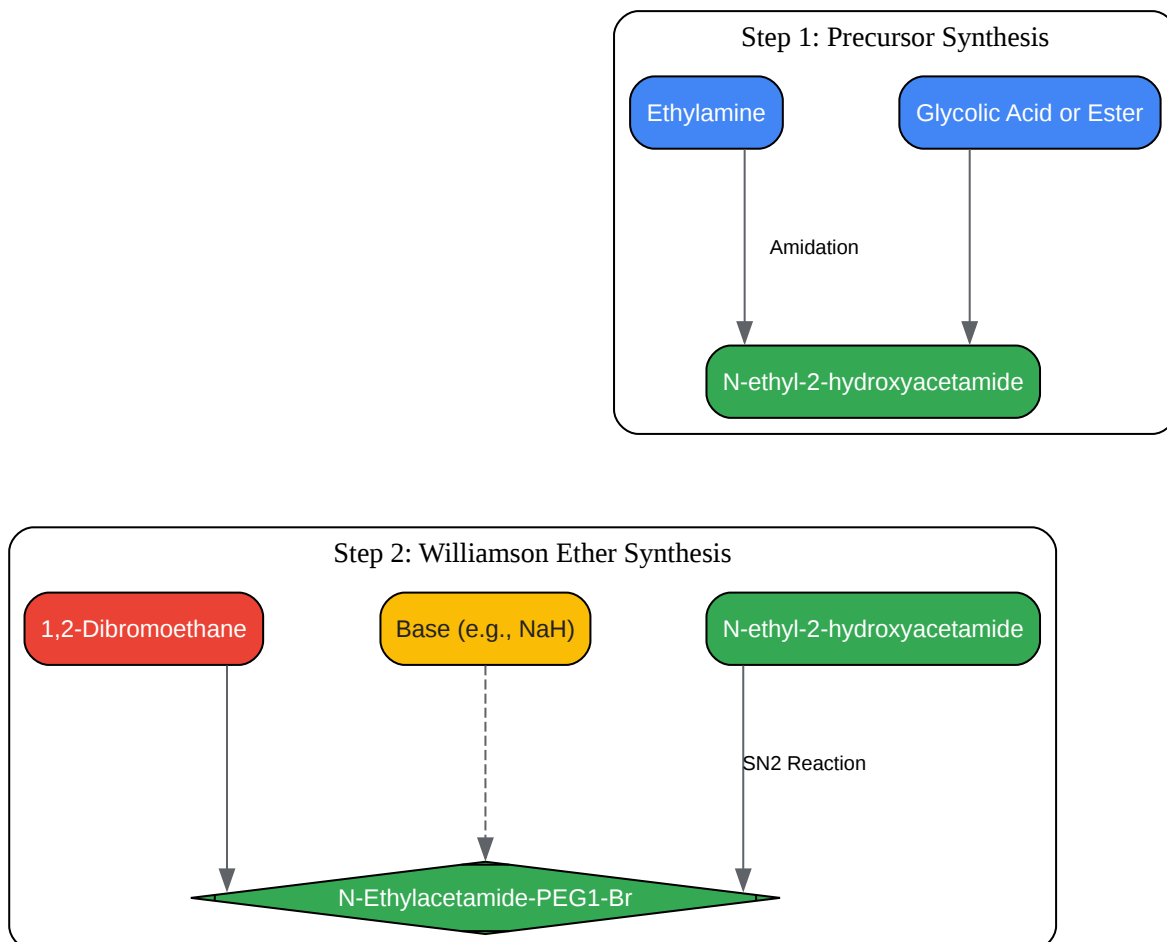 Step 1: Precursor Synthesis
Ethylamine
Glycolic Acid or Ester
Amidation
N-ethyl-2-hydroxyacetamide
Step 2: Williamson Ether Synthesis
1,2-Dibromoethane
Base (e.g., NaH)
N-ethyl-2-hydroxyacetamide
SN2 Reaction
N-Ethylacetamide-PEG1-Br